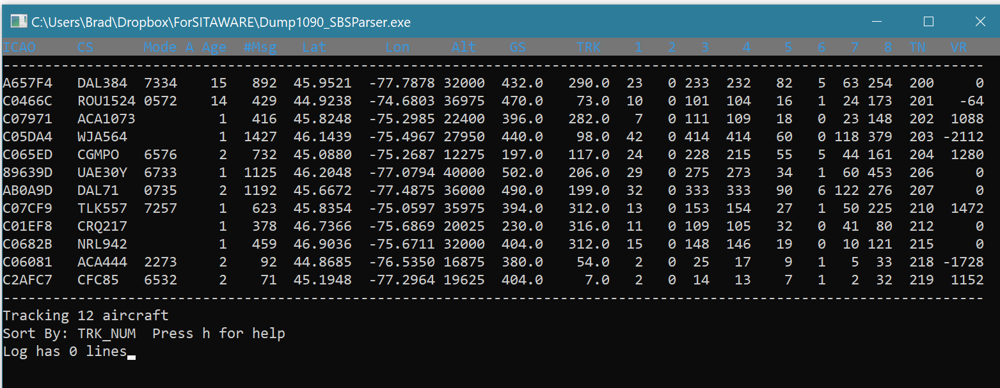 C:\Users\Brad\Dropbox\ForSITAWARE\Dump1090_SBSParser.exe
ICAO CS Mode A Age #Msg Lat Lon Alt GS TRK 1 2 3 4 5 6 7 8 TN VR
----------------------------------------------------------------------------------------------------------------------
A657F4 DAL384 7334 15 892 45.9521 -77.7878 32000 432.0 290.0 23 0 233 232 82 5 63 254 200 0
C0466C ROU1524 0572 14 429 44.9238 -74.6803 36975 470.0 73.0 10 0 101 104 16 1 24 173 201 -64
C07971 ACA1073 1 416 45.8248 -75.2985 22400 396.0 282.0 7 0 111 109 18 0 23 148 202 1088
C05DA4 WJA564 1 1427 46.1439 -75.4967 27950 440.0 98.0 42 0 414 414 60 0 118 379 203 -2112
C065ED CGMPO 6576 2 732 45.0880 -75.2687 12275 197.0 117.0 24 0 228 215 55 5 44 161 204 1280
89639D UAE30Y 6733 1 1125 46.2048 -77.0794 40000 502.0 206.0 29 0 275 273 34 1 60 453 206 0
AB0A9D DAL71 0735 2 1192 45.6672 -77.4875 36000 490.0 199.0 32 0 333 333 90 6 122 276 207 0
C07CF9 TLK557 7257 1 623 45.8354 -75.0597 35975 394.0 312.0 13 0 153 154 27 1 50 225 210 1472
C01EF8 CRQ217 1 378 46.7366 -75.6869 20025 230.0 316.0 11 0 109 105 32 0 41 80 212 0
C0682B NRL942 1 459 46.9036 -75.6711 32000 404.0 312.0 15 0 148 146 19 0 10 121 215 0
C06081 ACA444 2273 2 92 44.8685 -76.5350 16875 380.0 54.0 2 0 25 17 9 1 5 33 218 -1728
C2AFC7 CFC85 6532 2 71 45.1948 -77.2964 19625 404.0 7.0 2 0 14 13 7 1 2 32 219 1152
----------------------------------------------------------------------------------------------------------------------
Tracking 12 aircraft
Sort By: TRK_NUM Press h for help
Log has 0 lines